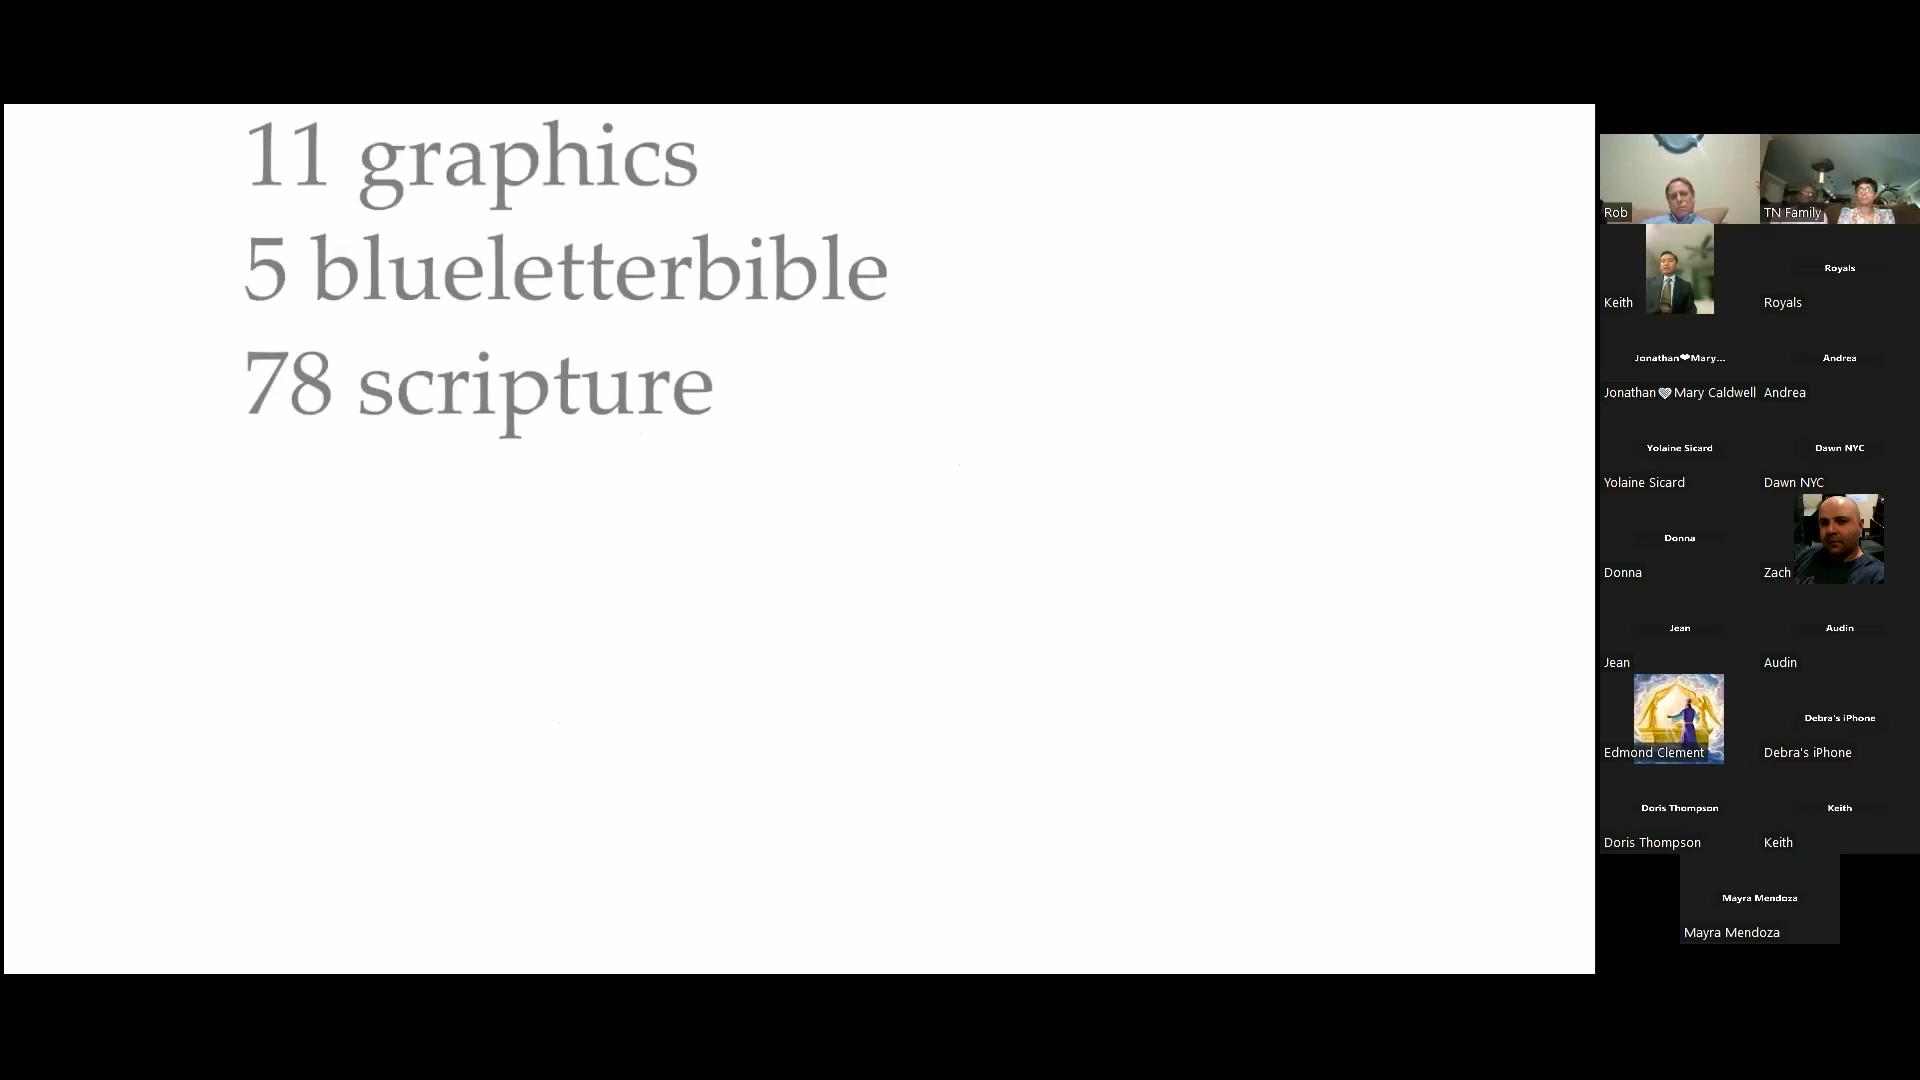 11 graphics
5 blueletterbible
78 scripture
Rob
TN Family
Keith
Royals
Royals
Jonathan❤Mary...
Jonathan🩶Mary Caldwell
Andrea
Andrea
Yolaine Sicard
Yolaine Sicard
Dawn NYC
Dawn NYC
Donna
Donna
Zach
Jean
Jean
Audin
Audin
Edmond Clement
Debra's iPhone
Debra's iPhone
Doris Thompson
Doris Thompson
Keith
Keith
Mayra Mendoza
Mayra Mendoza